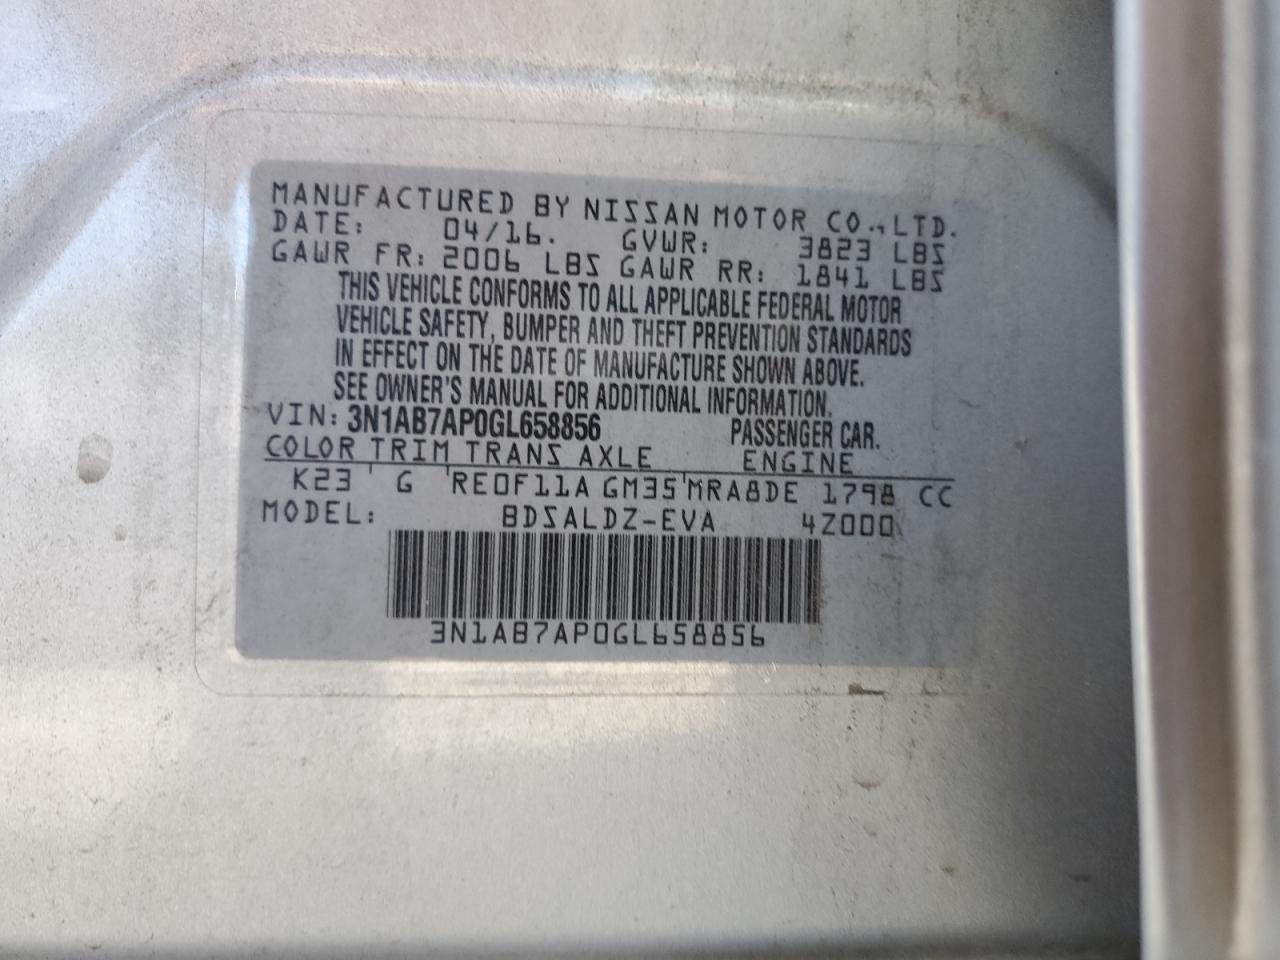 MANUFACTURED BY NISSAN MOTOR CO., LTD.
DATE: 04/16. GVWR: 3823 LBS
GAWR FR: 2006 LBS GAWR RR: 1841 LBS
THIS VEHICLE CONFORMS TO ALL APPLICABLE FEDERAL MOTOR
VEHICLE SAFETY, BUMPER AND THEFT PREVENTION STANDARDS
IN EFFECT ON THE DATE OF MANUFACTURE SHOWN ABOVE.
SEE OWNER'S MANUAL FOR ADDITIONAL INFORMATION.
VIN: 3N1AB7AP0GL658856 PASSENGER CAR.
COLOR TRIM TRANS AXLE ENGINE
K23 G RE0F11A GM35 MRA8DE 1798 CC
MODEL: BDSALDZ-EVA 4Z000
3N1AB7AP0GL658856